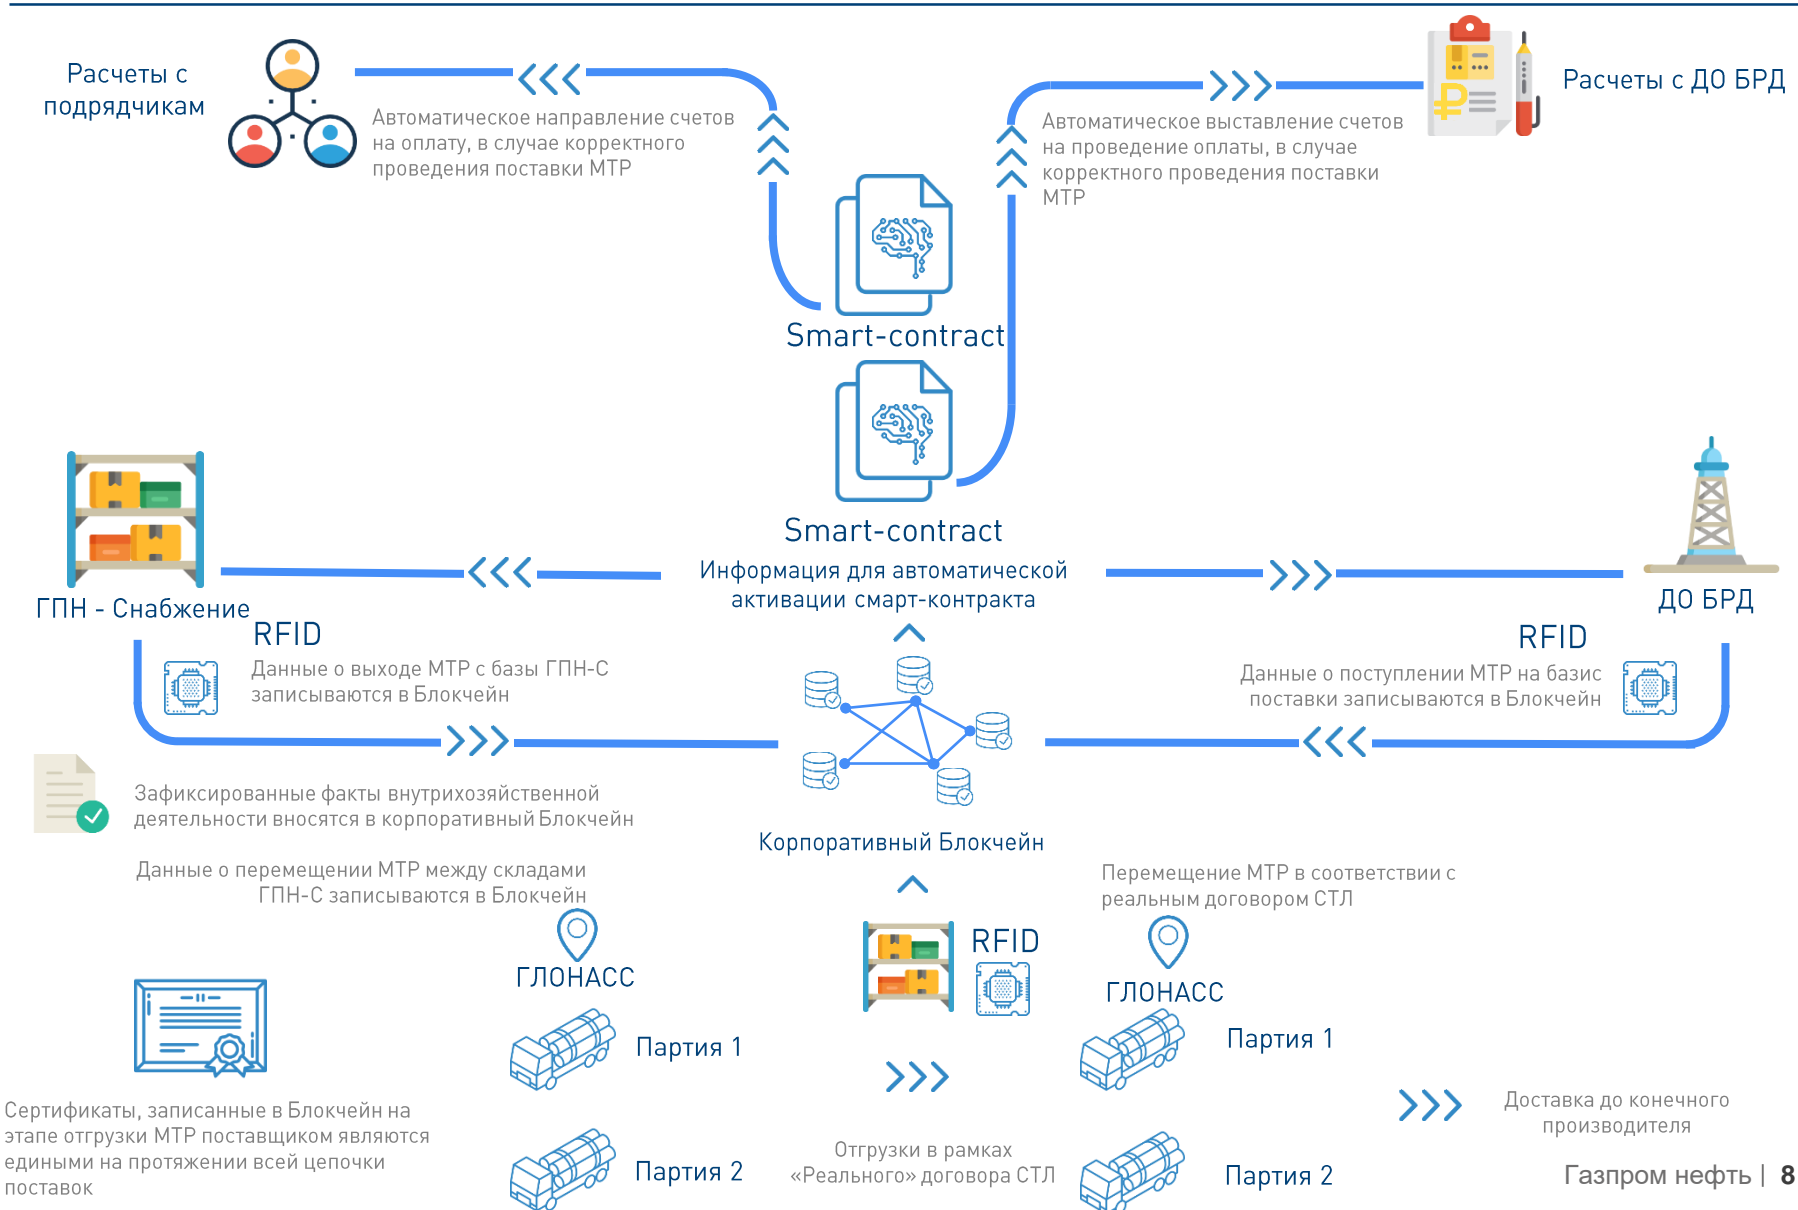 Расчеты с
подрядчикам
Автоматическое направление счетов
на оплату, в случае корректного
проведения поставки МТР
Автоматическое выставление счетов
на проведение оплаты, в случае
корректного проведения поставки
МТР
Расчеты с ДО БРД
Smart-contract
Smart-contract
Информация для автоматической
активации смарт-контракта
ГПН - Снабжение
RFID
Данные о выходе МТР с базы ГПН-С
записываются в Блокчейн
ДО БРД
RFID
Данные о поступлении МТР на базис
поставки записываются в Блокчейн
Зафиксированные факты внутрихозяйственной
деятельности вносятся в корпоративный Блокчейн
Корпоративный Блокчейн
Данные о перемещении МТР между складами
ГПН-С записываются в Блокчейн
Перемещение МТР в соответствии с
реальным договором СТЛ
ГЛОНАСС
RFID
ГЛОНАСС
Партия 1
Партия 1
Сертификаты, записанные в Блокчейн на
этапе отгрузки МТР поставщиком являются
едиными на протяжении всей цепочки
поставок
Партия 2
Отгрузки в рамках
«Реального» договора СТЛ
Партия 2
Доставка до конечного
производителя
Газпром нефть | 8